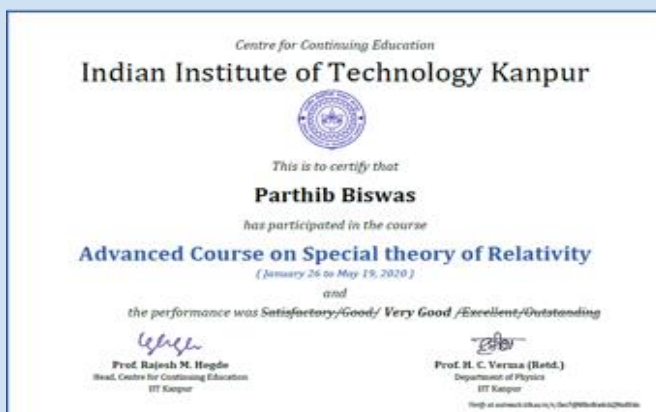 Centre for Continuing Education
Indian Institute of Technology Kanpur
This is to certify that
Parthib Biswas
has participated in the course
Advanced Course on Special theory of Relativity
( January 26 to May 19, 2020 )
and
the performance was Satisfactory/Good/ Very Good /Excellent/Outstanding
Prof. Rajesh M. Hegde
Prof. H. C. Verma (Retd.)
Head, Centre for Continuing Education
Department of Physics
IIT Kanpur
IIT Kanpur
Verify at